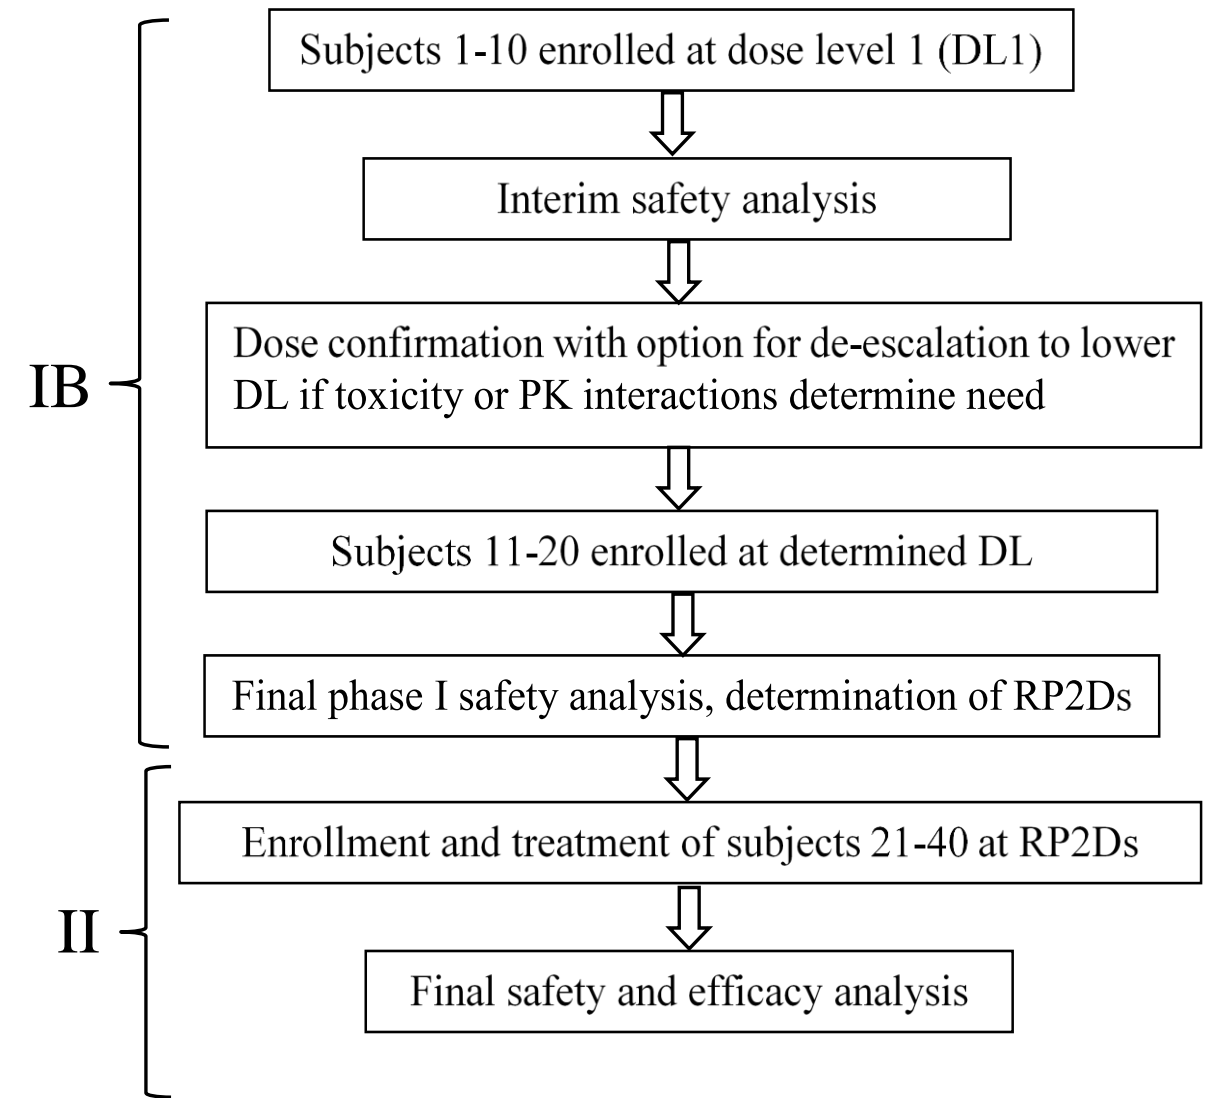 Subjects 1-10 enrolled at dose level 1 (DL1)
Interim safety analysis
IB
Dose confirmation with option for de-escalation to lower
DL if toxicity or PK interactions determine need
Subjects 11-20 enrolled at determined DL
Final phase I safety analysis, determination of RP2Ds
Enrollment and treatment of subjects 21-40 at RP2Ds
II
Final safety and efficacy analysis